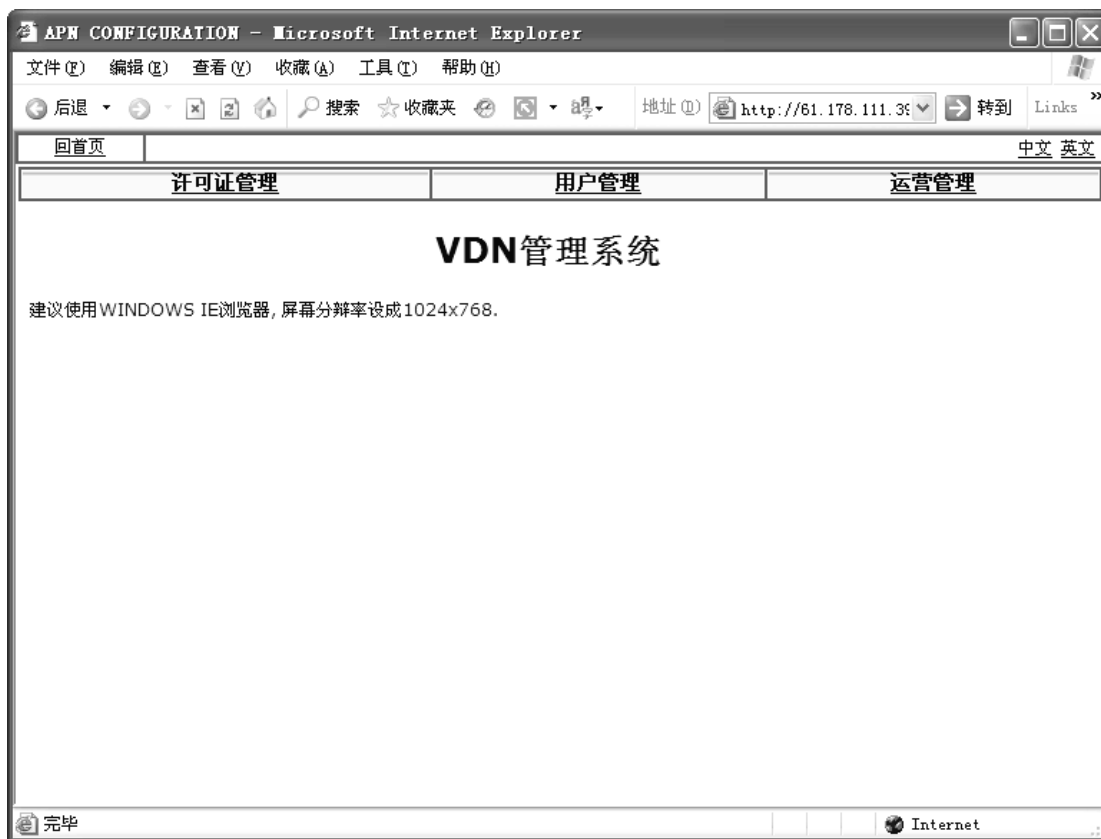 APN CONFIGURATION - Microsoft Internet Explorer
文件(F) 编辑(E) 查看(V) 收藏(A) 工具(T) 帮助(H)
后退 搜索 收藏夹 地址(D) http://61.178.111.39 转到 Links »
回首页 中文 英文
许可证管理 用户管理 运营管理
VDN管理系统
建议使用WINDOWS IE浏览器, 屏幕分辩率设成1024x768.
完毕 Internet